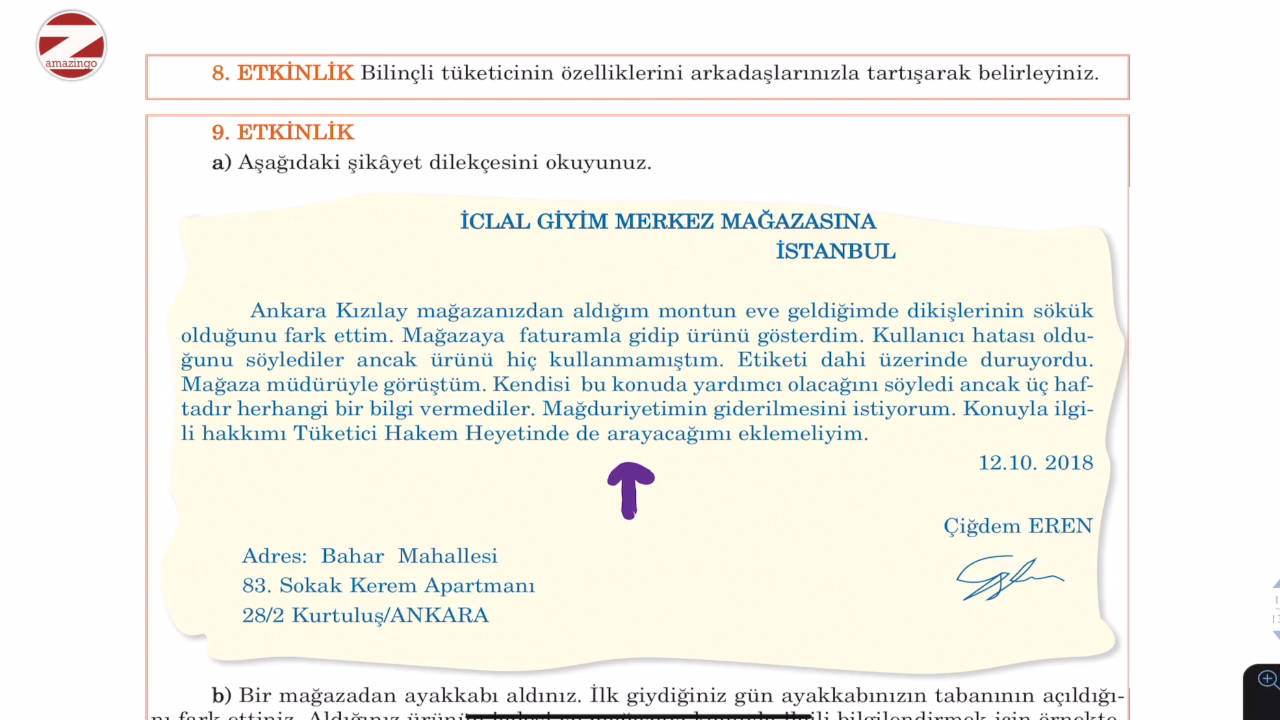 amazingo
8. ETKİNLİK Bilinçli tüketicinin özelliklerini arkadaşlarınızla tartışarak belirleyiniz.
9. ETKİNLİK
a) Aşağıdaki şikâyet dilekçesini okuyunuz.
İCLAL GİYİM MERKEZ MAĞAZASINA
İSTANBUL
Ankara Kızılay mağazanızdan aldığım montun eve geldiğimde dikişlerinin sökük
olduğunu fark ettim. Mağazaya faturamla gidip ürünü gösterdim. Kullanıcı hatası oldu-
ğunu söylediler ancak ürünü hiç kullanmamıştım. Etiketi dahi üzerinde duruyordu.
Mağaza müdürüyle görüştüm. Kendisi bu konuda yardımcı olacağını söyledi ancak üç haf-
tadır herhangi bir bilgi vermediler. Mağduriyetimin giderilmesini istiyorum. Konuyla ilgi-
li hakkımı Tüketici Hakem Heyetinde de arayacağımı eklemeliyim.
12.10. 2018
Çiğdem EREN
Adres: Bahar Mahallesi
83. Sokak Kerem Apartmanı
28/2 Kurtuluş/ANKARA
b) Bir mağazadan ayakkabı aldınız. İlk giydiğiniz gün ayakkabınızın tabanının açıldığı-
nı fark ettiniz. Aldığınız ürünün